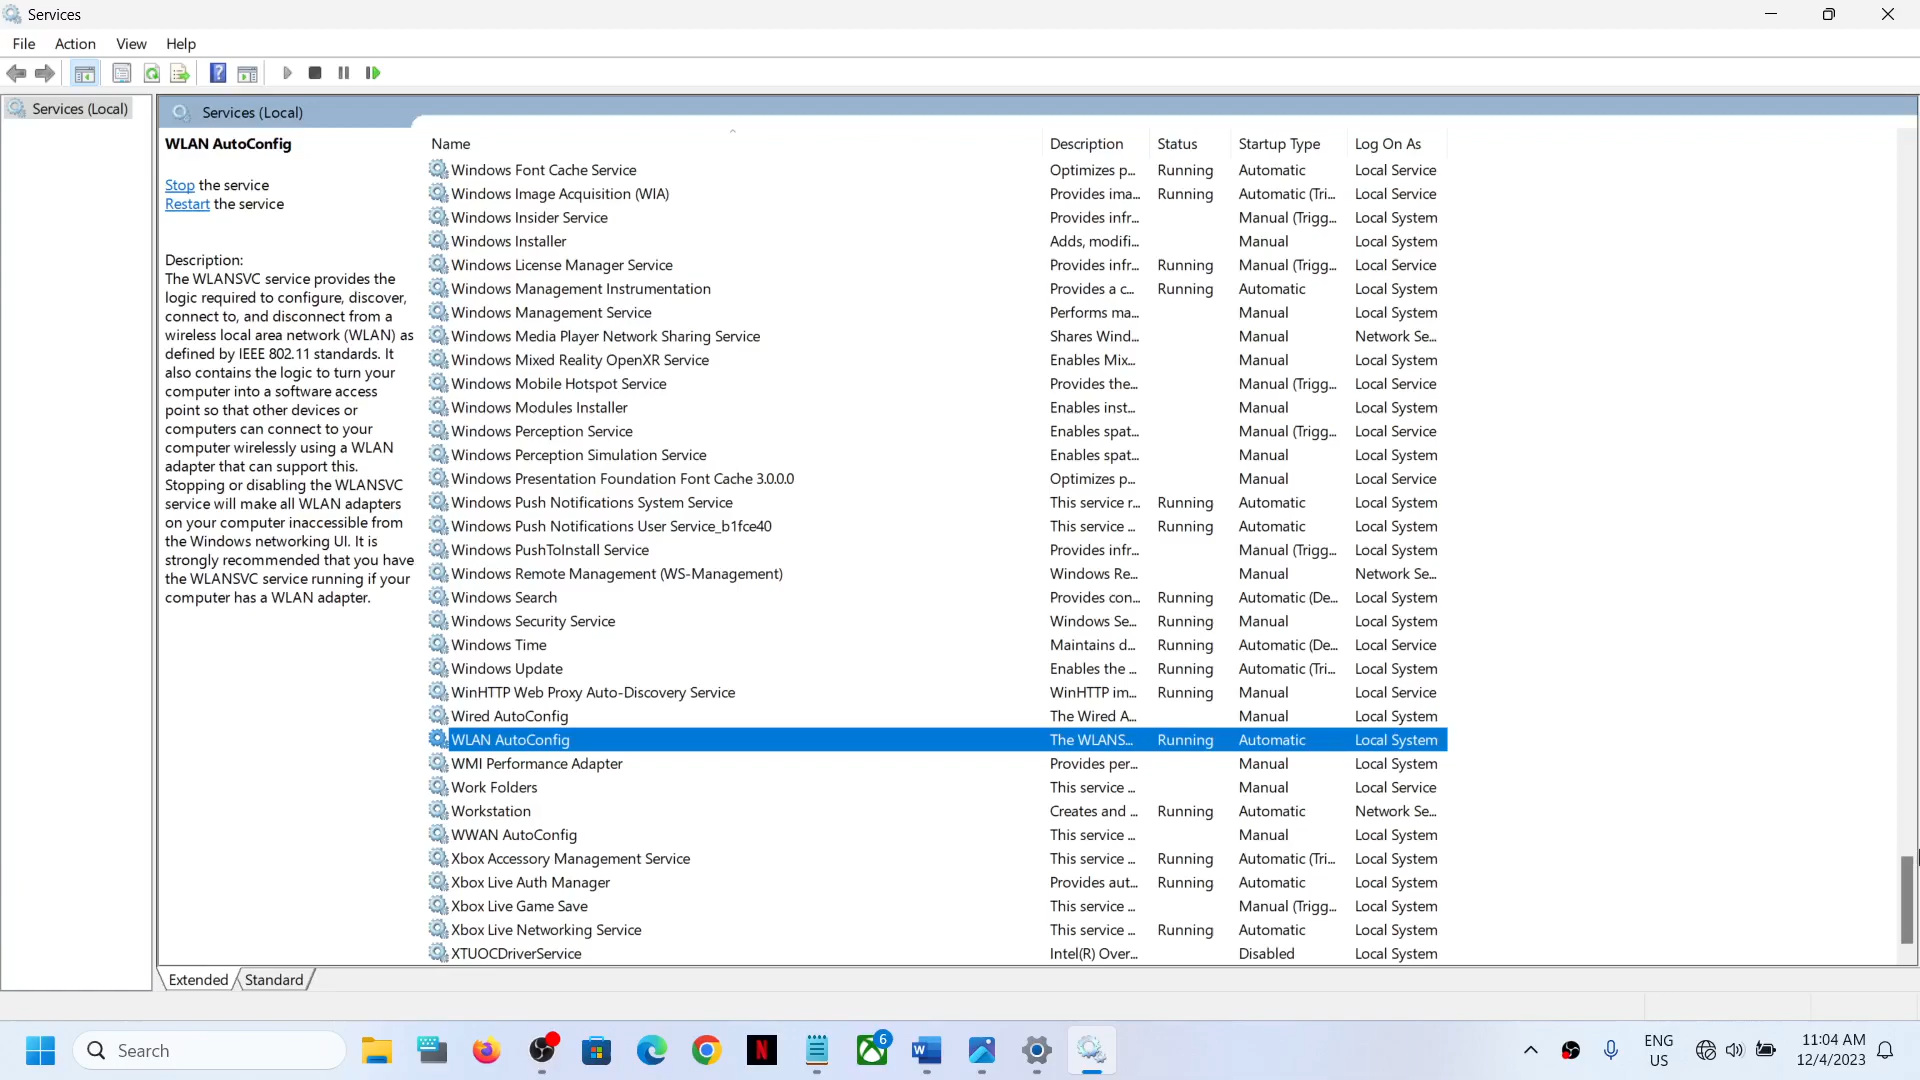 Services
File Action View Help
Services (Local)
Services (Local)
WLAN AutoConfig
Stop the service
Restart the service
Description:
The WLANSVC service provides the
logic required to configure, discover,
connect to, and disconnect from a
wireless local area network (WLAN) as
defined by IEEE 802.11 standards. It
also contains the logic to turn your
computer into a software access
point so that other devices or
computers can connect to your
computer wirelessly using a WLAN
adapter that can support this.
Stopping or disabling the WLANSVC
service will make all WLAN adapters
on your computer inaccessible from
the Windows networking UI. It is
strongly recommended that you have
the WLANSVC service running if your
computer has a WLAN adapter.
Name Description Status Startup Type Log On As
Windows Font Cache Service Optimizes p... Running Automatic Local Service
Windows Image Acquisition (WIA) Provides ima... Running Automatic (Tri... Local Service
Windows Insider Service Provides infr... Manual (Trigg... Local System
Windows Installer Adds, modifi... Manual Local System
Windows License Manager Service Provides infr... Running Manual (Trigg... Local Service
Windows Management Instrumentation Provides a c... Running Automatic Local System
Windows Management Service Performs ma... Manual Local System
Windows Media Player Network Sharing Service Shares Wind... Manual Network Se...
Windows Mixed Reality OpenXR Service Enables Mix... Manual Local System
Windows Mobile Hotspot Service Provides the... Manual (Trigg... Local Service
Windows Modules Installer Enables inst... Manual Local System
Windows Perception Service Enables spat... Manual (Trigg... Local Service
Windows Perception Simulation Service Enables spat... Manual Local System
Windows Presentation Foundation Font Cache 3.0.0.0 Optimizes p... Manual Local Service
Windows Push Notifications System Service This service r... Running Automatic Local System
Windows Push Notifications User Service_b1fce40 This service ... Running Automatic Local System
Windows PushToInstall Service Provides infr... Manual (Trigg... Local System
Windows Remote Management (WS-Management) Windows Re... Manual Network Se...
Windows Search Provides con... Running Automatic (De... Local System
Windows Security Service Windows Se... Running Manual Local System
Windows Time Maintains d... Running Automatic (De... Local Service
Windows Update Enables the ... Running Automatic (Tri... Local System
WinHTTP Web Proxy Auto-Discovery Service WinHTTP im... Running Manual Local Service
Wired AutoConfig The Wired A... Manual Local System
WLAN AutoConfig The WLANS... Running Automatic Local System
WMI Performance Adapter Provides per... Manual Local System
Work Folders This service ... Manual Local Service
Workstation Creates and ... Running Automatic Network Se...
WWAN AutoConfig This service ... Manual Local System
Xbox Accessory Management Service This service ... Running Automatic (Tri... Local System
Xbox Live Auth Manager Provides aut... Running Automatic Local System
Xbox Live Game Save This service ... Manual (Trigg... Local System
Xbox Live Networking Service This service ... Running Automatic Local System
XTUOCDriverService Intel(R) Over... Disabled Local System
Extended Standard
Search
N
6
W
ENG
US
11:04 AM
12/4/2023